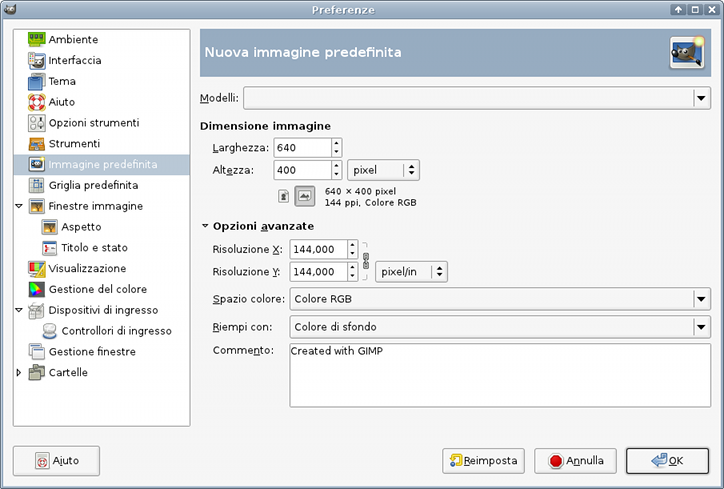 Preferenze
Ambiente
Interfaccia
Tema
Aiuto
Opzioni strumenti
Strumenti
Immagine predefinita
Griglia predefinita
Finestre immagine
Aspetto
Titolo e stato
Visualizzazione
Gestione del colore
Dispositivi di ingresso
Controllori di ingresso
Gestione finestre
Cartelle
Nuova immagine predefinita
Modelli:
Dimensione immagine
Larghezza: 640
Altezza: 400 pixel
640 × 400 pixel
144 ppi, Colore RGB
Opzioni avanzate
Risoluzione X: 144,000
Risoluzione Y: 144,000 pixel/in
Spazio colore: Colore RGB
Riempi con: Colore di sfondo
Commento: Created with GIMP
Aiuto Reimposta Annulla OK